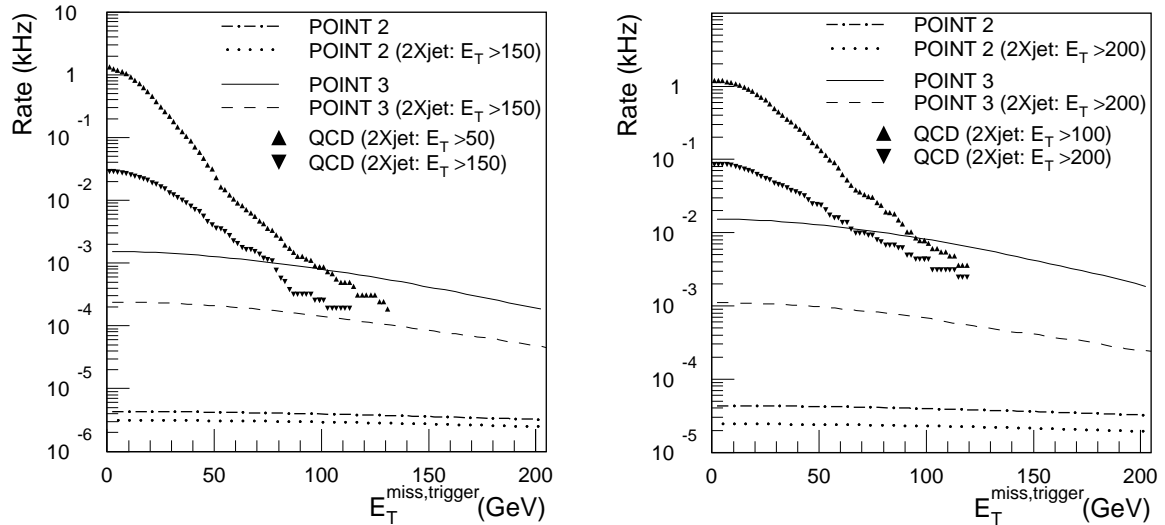 Rate (kHz)
10
1
10 -1
10 -2
10 -3
10 -4
10 -5
10 -6
10
0 50 100 150 200
E_T^miss,trigger (GeV)
POINT 2
POINT 2 (2Xjet: E_T >150)
POINT 3
POINT 3 (2Xjet: E_T >150)
QCD (2Xjet: E_T >50)
QCD (2Xjet: E_T >150)
Rate (kHz)
1
10 -1
10 -2
10 -3
10 -4
10 -5
10
0 50 100 150 200
E_T^miss,trigger (GeV)
POINT 2
POINT 2 (2Xjet: E_T >200)
POINT 3
POINT 3 (2Xjet: E_T >200)
QCD (2Xjet: E_T >100)
QCD (2Xjet: E_T >200)